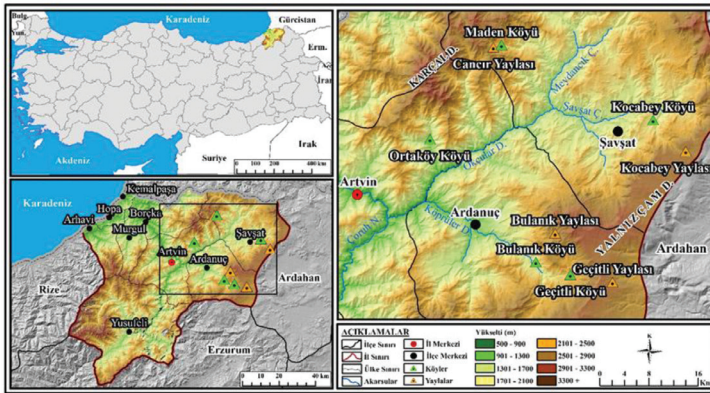 Bulg.
Yun.
Karadeniz
Gürcistan
Erm.
İran
Akdeniz
Suriye
Irak
0 200 400 km
Karadeniz
Kemalpaşa
Hopa
Arhavi
Borçka
Murgul
Artvin
Şavşat
Ardanuç
Yusufeli
Rize
Ardahan
Erzurum
0 20 40 km
Maden Köyü
Cancır Yaylası
KARÇAL D.
Meydancık Ç.
Şavşat Ç.
Kocabey Köyü
Şavşat
Kocabey Yaylası
Ortaköy Köyü
Artvin
Çoruh N.
Ardanuç
Köprüler D.
Bulanık Yaylası
Bulanık Köyü
YALNIZÇAM D.
Ardahan
Geçitli Yaylası
Geçitli Köyü
AÇIKLAMALAR
İlçe Sınırı
İl Sınırı
Ülke Sınırı
Akarsular
İl Merkezi
İlçe Merkezi
Köyler
Yaylalar
Yükselti (m)
500 - 900
901 - 1300
1301 - 1700
1701 - 2100
2101 - 2500
2501 - 2900
2901 - 3300
3300 +
K
0 8 16
Km